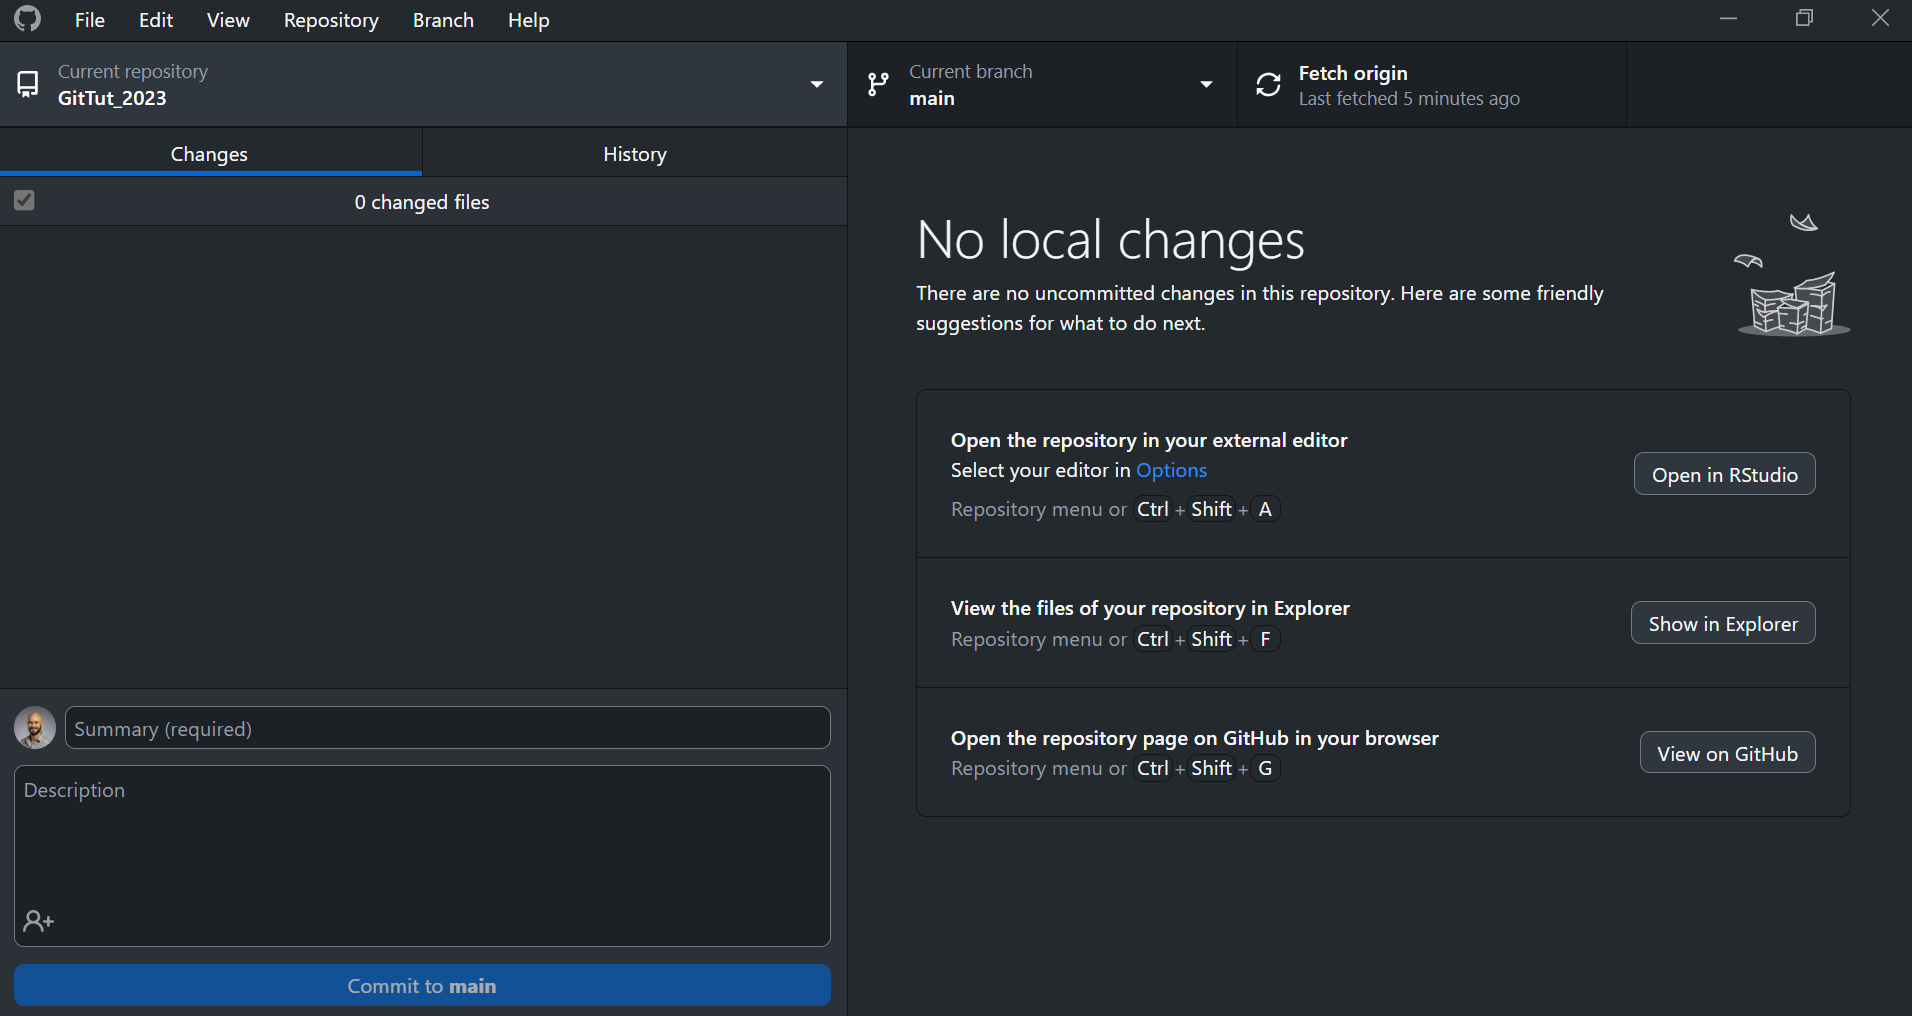 File Edit View Repository Branch Help
Current repository
GitTut_2023
Current branch
main
Fetch origin
Last fetched 5 minutes ago
Changes
History
0 changed files
No local changes
There are no uncommitted changes in this repository. Here are some friendly
suggestions for what to do next.
Open the repository in your external editor
Select your editor in Options
Repository menu or Ctrl + Shift + A
Open in RStudio
View the files of your repository in Explorer
Repository menu or Ctrl + Shift + F
Show in Explorer
Open the repository page on GitHub in your browser
Repository menu or Ctrl + Shift + G
View on GitHub
Summary (required)
Description
Commit to main